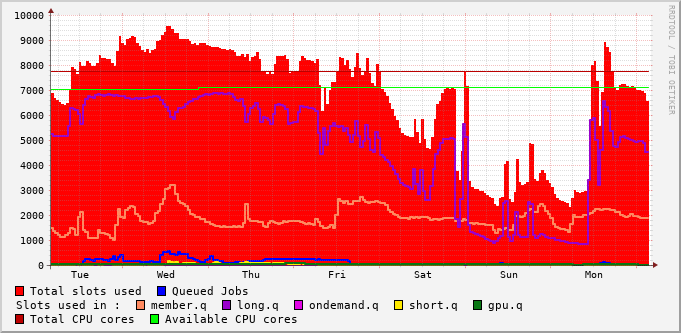 10000
9000
8000
7000
6000
5000
4000
3000
2000
1000
0
Tue Wed Thu Fri Sat Sun Mon
RRDTOOL / TOBI OETIKER
Total slots used Queued Jobs
Slots used in : member.q long.q ondemand.q short.q gpu.q
Total CPU cores Available CPU cores